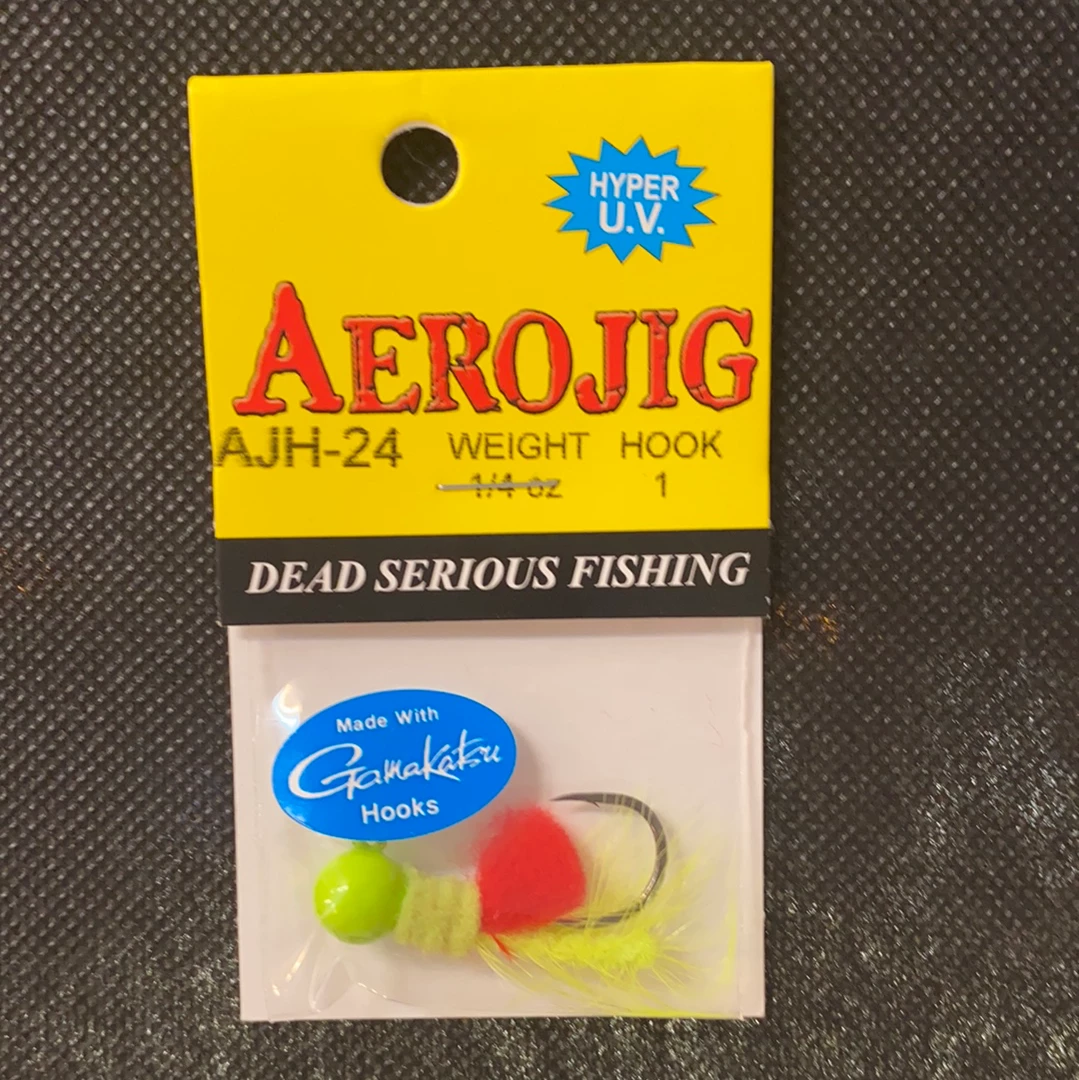 HYPER
U.V.
AEROJIG
AJH-24 WEIGHT HOOK
1/4 oz 1
DEAD SERIOUS FISHING
Made With
Gamakatsu
Hooks